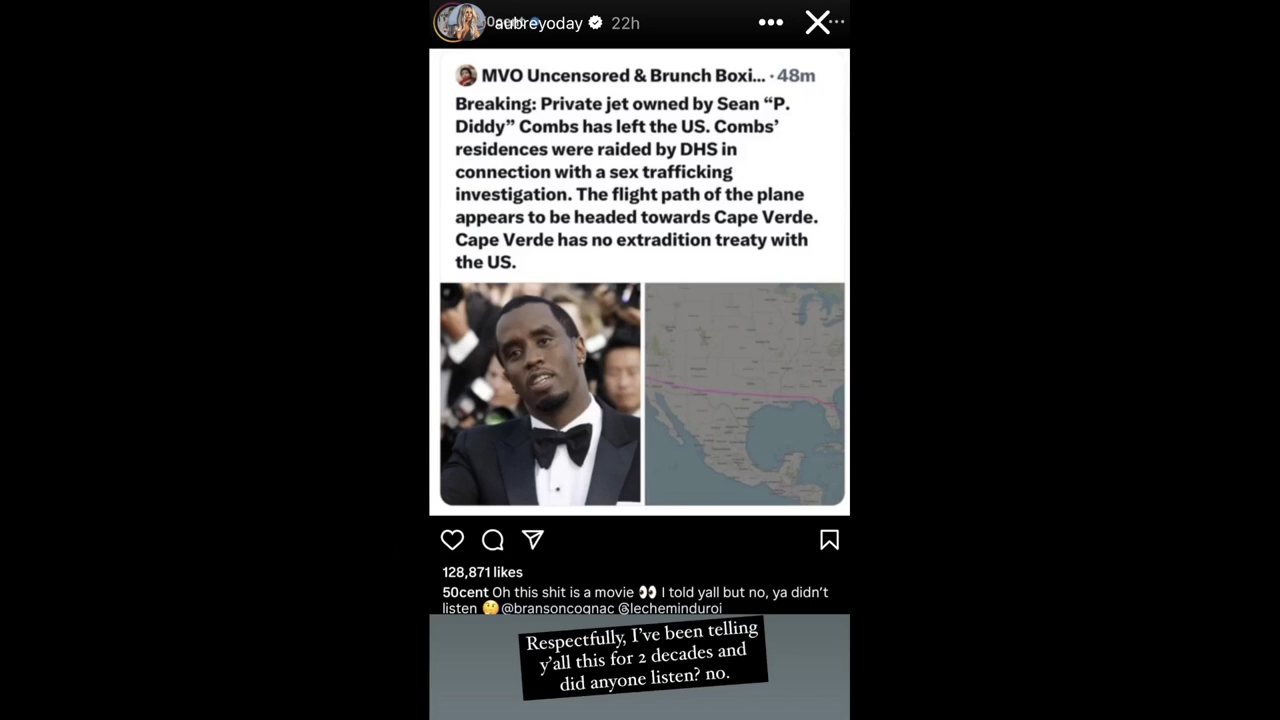 aubreyoday 22h
MVO Uncensored & Brunch Boxi... · 48m
Breaking: Private jet owned by Sean “P.
Diddy” Combs has left the US. Combs’
residences were raided by DHS in
connection with a sex trafficking
investigation. The flight path of the plane
appears to be headed towards Cape Verde.
Cape Verde has no extradition treaty with
the US.
128,871 likes
50cent Oh this shit is a movie 👀 I told yall but no, ya didn’t
listen 🤔 @bransoncognac @lecheminduroi
Respectfully, I’ve been telling
y’all this for 2 decades and
did anyone listen? no.